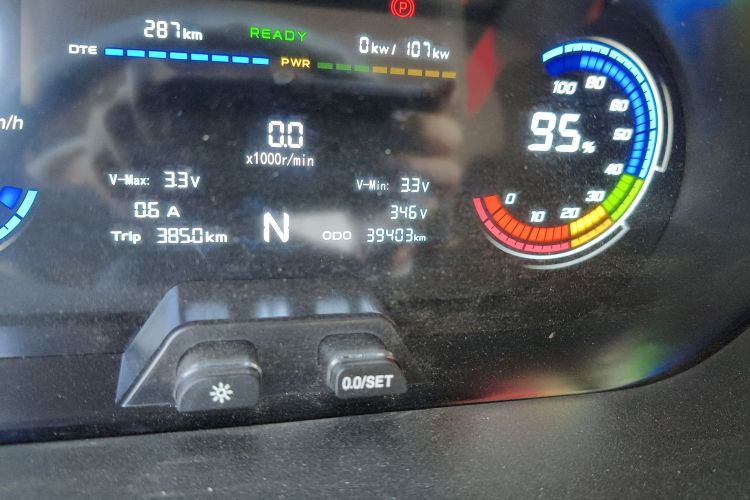 P
287km READY 0kw/ 107kw
DTE PWR
m/h
0.0
x1000r/min
V-Max: 3.3V V-Min: 3.3V
0.6 A 346V
Trip 385.0km N ODO 39403km
100 90
80
50
40
30
20
10
0
95%
0.0/SET